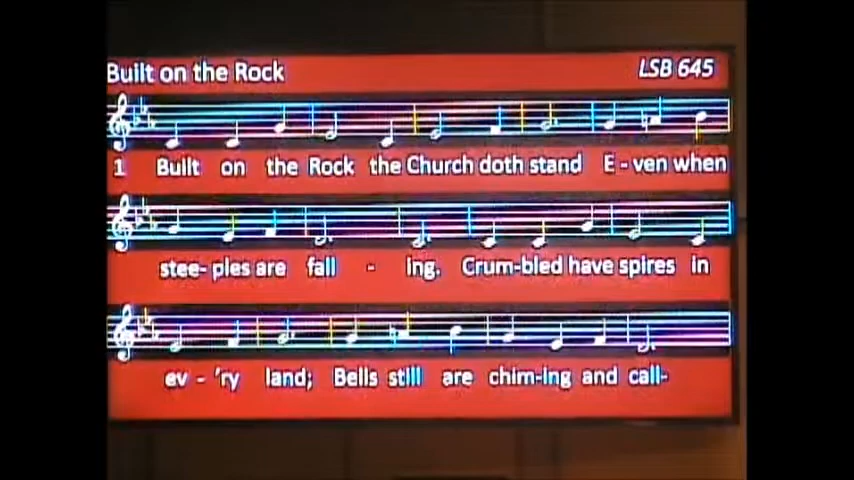 Built on the Rock LSB 645
1 Built on the Rock the Church doth stand E - ven when
stee- ples are fall - ing. Crum-bled have spires in
ev - 'ry land; Bells still are chim-ing and call-